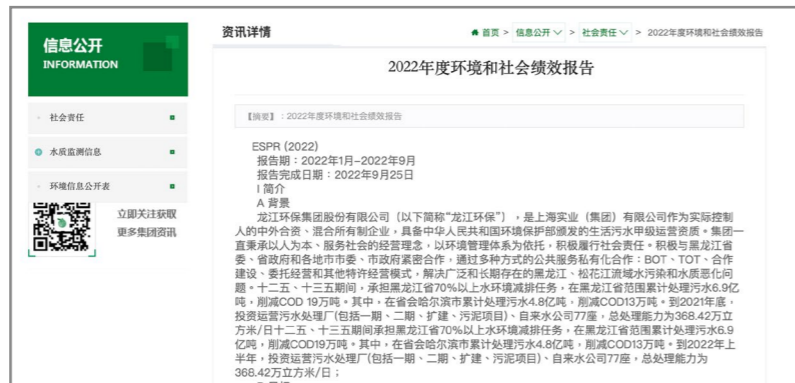 信息公开
INFORMATION
社会责任
水质监测信息
环境信息公开表
立即关注获取
更多集团资讯
资讯详情
首页 > 信息公开 > 社会责任 > 2022年度环境和社会绩效报告
2022年度环境和社会绩效报告
【摘要】：2022年度环境和社会绩效报告
ESPR (2022)
报告期：2022年1月-2022年9月
报告完成日期：2022年9月25日
I 简介
A 背景
龙江环保集团股份有限公司（以下简称“龙江环保”），是上海实业（集团）有限公司作为实际控制
人的中外合资、混合所有制企业，具备中华人民共和国环境保护部颁发的生活污水甲级运营资质。集团一
直秉承以人为本、服务社会的经营理念，以环境管理体系为依托，积极履行社会责任。积极与黑龙江省
委、省政府和各地市市委、市政府紧密合作，通过多种方式的公共服务私有化合作：BOT、TOT、合作
建设、委托经营和其他特许经营模式，解决广泛和长期存在的黑龙江、松花江流域水污染和水质恶化问
题。十二五、十三五期间，承担黑龙江省70%以上水环境减排任务，在黑龙江省范围累计处理污水6.9亿
吨，削减COD 19万吨。其中，在省会哈尔滨市累计处理污水4.8亿吨，削减COD13万吨。到2021年底，
投资运营污水处理厂(包括一期、二期、扩建、污泥项目)、自来水公司77座，总处理能力为368.42万立
方米/日十二五、十三五期间承担黑龙江省70%以上水环境减排任务，在黑龙江省范围累计处理污水6.9
亿吨，削减COD19万吨。其中，在省会哈尔滨市累计处理污水4.8亿吨，削减COD13万吨。到2022年上
半年，投资运营污水处理厂(包括一期、二期、扩建、污泥项目)、自来水公司77座，总处理能力为
368.42万立方米/日；